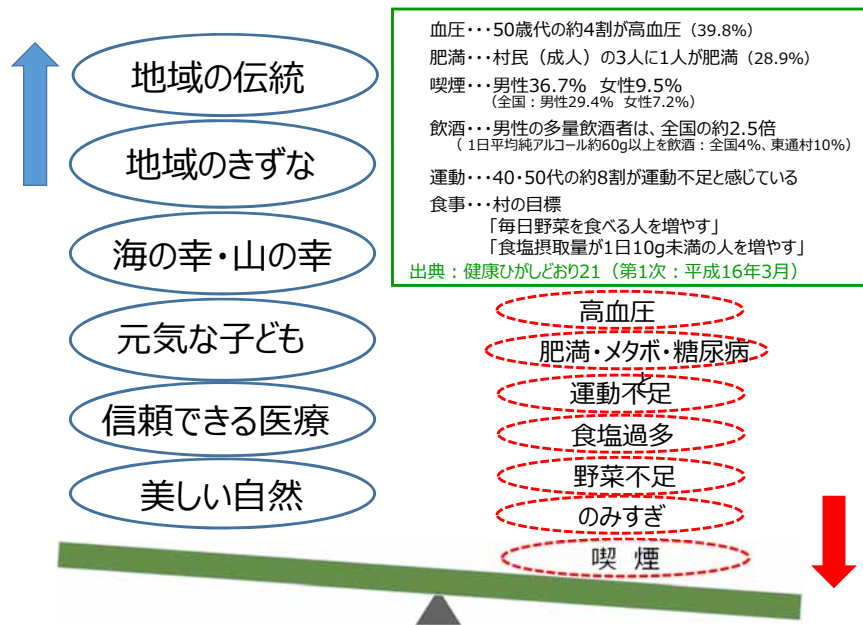 地域の伝統
地域のきずな
海の幸・山の幸
元気な子ども
信頼できる医療
美しい自然
血圧・・・50歳代の約4割が高血圧（39.8%）
肥満・・・村民（成人）の3人に1人が肥満（28.9%）
喫煙・・・男性36.7%　女性9.5%
（全国：男性29.4%　女性7.2%）
飲酒・・・男性の多量飲酒者は、全国の約2.5倍
（ 1日平均純アルコール約60g以上を飲酒：全国4%、東通村10%）
運動・・・40・50代の約8割が運動不足と感じている
食事・・・村の目標
「毎日野菜を食べる人を増やす」
「食塩摂取量が1日10g未満の人を増やす」
出典：健康ひがしどおり21（第1次：平成16年3月）
高血圧
肥満・メタボ・糖尿病
と
運動不足
食塩過多
野菜不足
のみすぎ
喫　煙